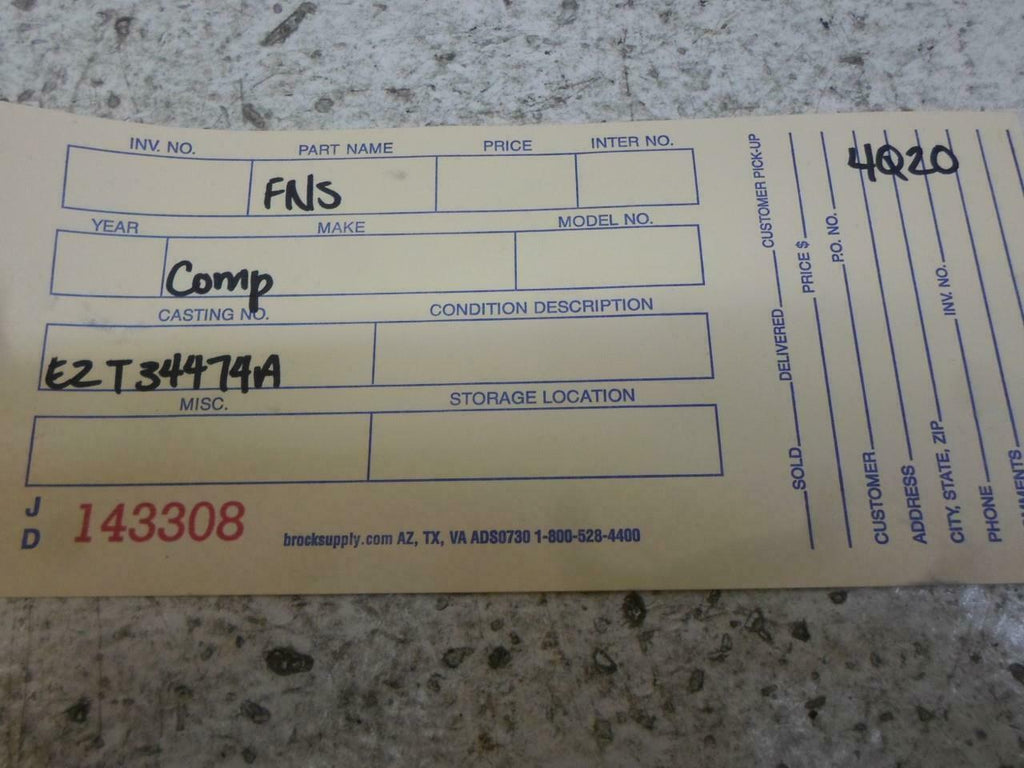 INV. NO. PART NAME PRICE INTER NO.
FNS
YEAR MAKE MODEL NO.
Comp
CASTING NO. CONDITION DESCRIPTION
EZT34474A
MISC. STORAGE LOCATION
J
D
143308
brocksupply.com AZ, TX, VA ADS0730 1-800-528-4400
SOLD DELIVERED CUSTOMER PICK-UP
PRICE $
P.O. NO.
4Q20
CUSTOMER
ADDRESS
CITY, STATE, ZIP INV. NO.
PHONE